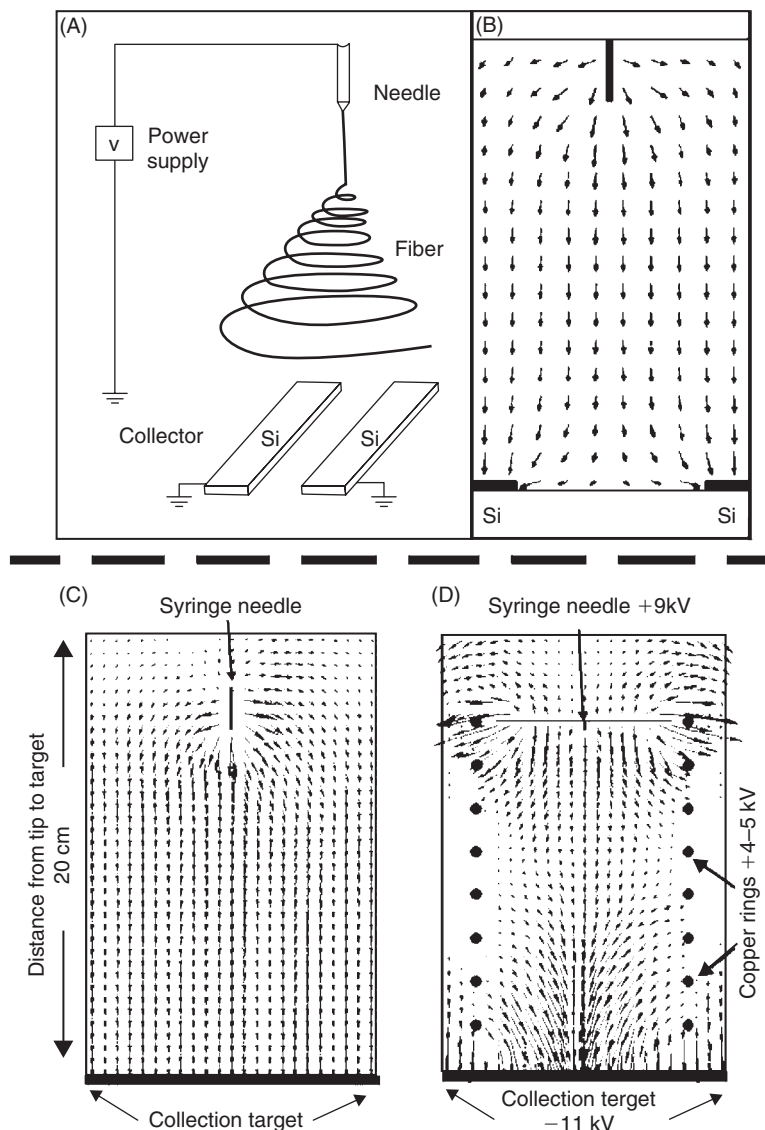 (A)
Needle
v
Power
supply
Fiber
Collector
Si
Si
(B)
Si
Si
(C)
Syringe needle
Distance from tip to target
20 cm
Collection target
(D)
Syringe needle +9kV
Copper rings +4–5 kV
Collection terget
−11 kV